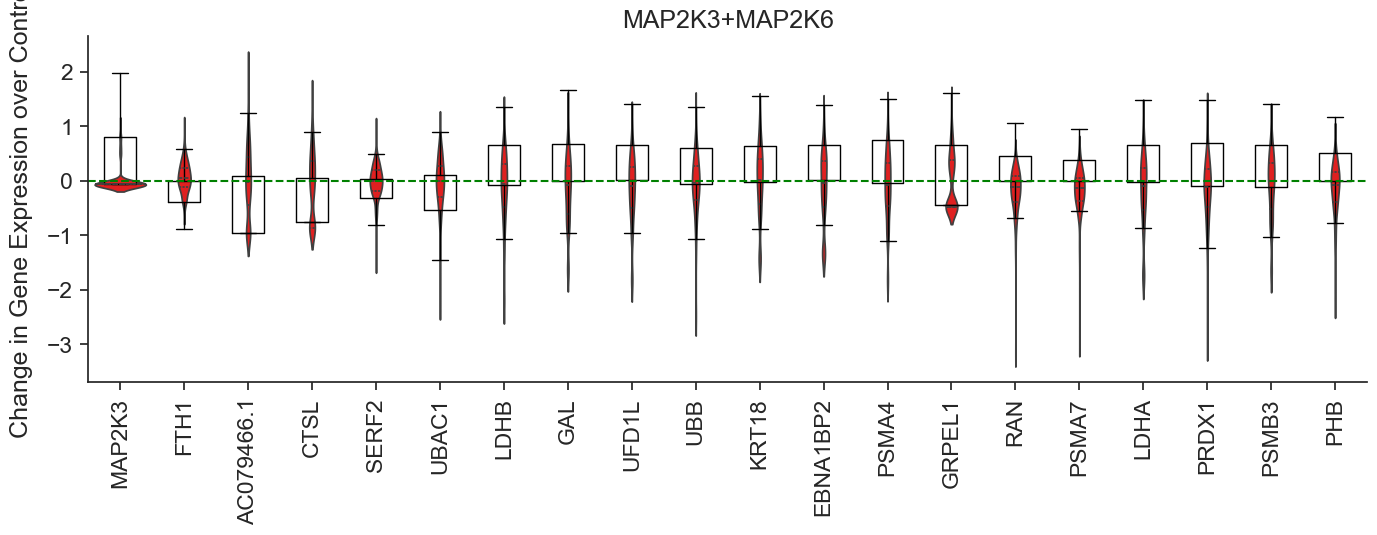 MAP2K3+MAP2K6
Change in Gene Expression over Contro
2
1
0
−1
−2
−3
MAP2K3
FTH1
AC079466.1
CTSL
SERF2
UBAC1
LDHB
GAL
UFD1L
UBB
KRT18
EBNA1BP2
PSMA4
GRPEL1
RAN
PSMA7
LDHA
PRDX1
PSMB3
PHB